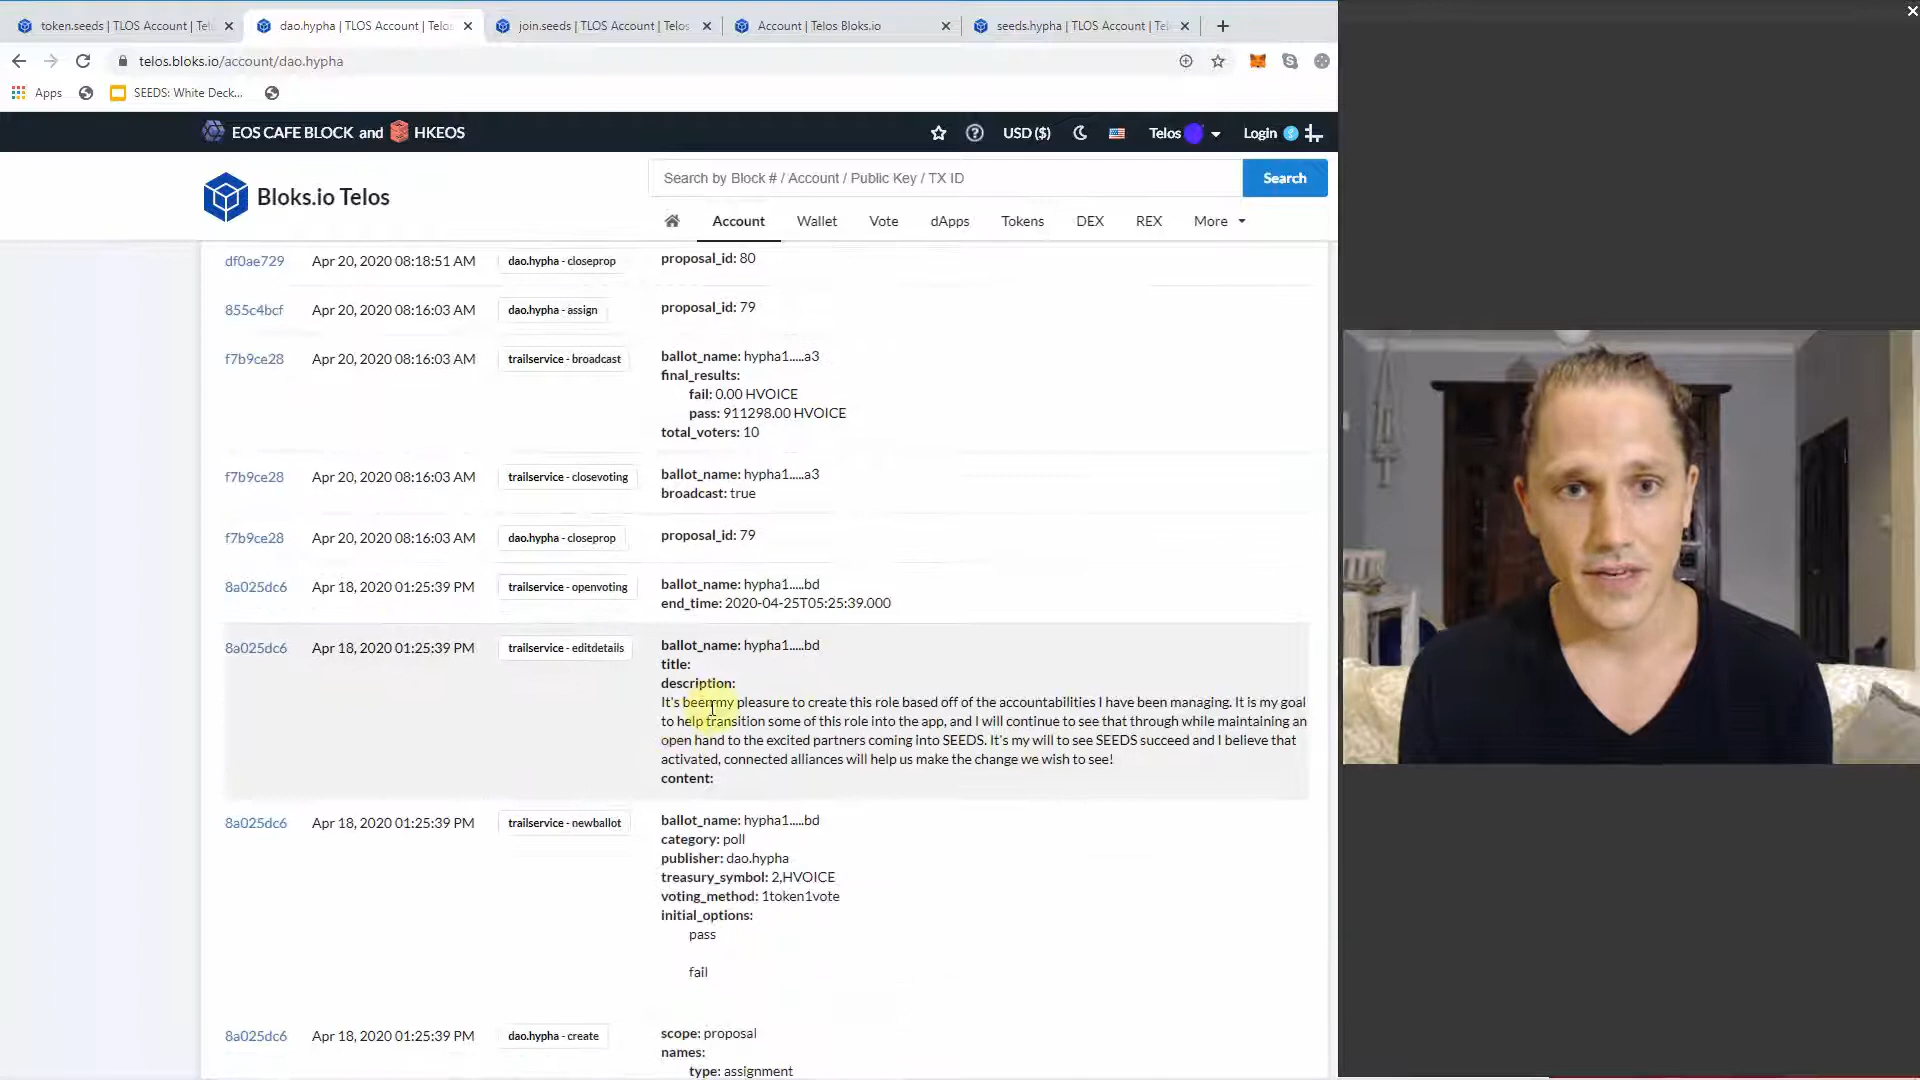 token.seeds | TLOS Account | Tel
dao.hypha | TLOS Account | Telos
join.seeds | TLOS Account | Telos
Account | Telos Bloks.io
seeds.hypha | TLOS Account | Tel
telos.bloks.io/account/dao.hypha
Apps
SEEDS: White Deck...
EOS CAFE BLOCK and HKEOS
USD ($)
Telos
Login
Bloks.io Telos
Search by Block # / Account / Public Key / TX ID
Search
Account Wallet Vote dApps Tokens DEX REX More
df0ae729 Apr 20, 2020 08:18:51 AM dao.hypha - closeprop proposal_id: 80
855c4bcf Apr 20, 2020 08:16:03 AM dao.hypha - assign proposal_id: 79
f7b9ce28 Apr 20, 2020 08:16:03 AM trailservice - broadcast ballot_name: hypha1.....a3
final_results:
fail: 0.00 HVOICE
pass: 911298.00 HVOICE
total_voters: 10
f7b9ce28 Apr 20, 2020 08:16:03 AM trailservice - closevoting ballot_name: hypha1.....a3
broadcast: true
f7b9ce28 Apr 20, 2020 08:16:03 AM dao.hypha - closeprop proposal_id: 79
8a025dc6 Apr 18, 2020 01:25:39 PM trailservice - openvoting ballot_name: hypha1.....bd
end_time: 2020-04-25T05:25:39.000
8a025dc6 Apr 18, 2020 01:25:39 PM trailservice - editdetails ballot_name: hypha1.....bd
title:
description:
It's been my pleasure to create this role based off of the accountabilities I have been managing. It is my goal
to help transition some of this role into the app, and I will continue to see that through while maintaining an
open hand to the excited partners coming into SEEDS. It's my will to see SEEDS succeed and I believe that
activated, connected alliances will help us make the change we wish to see!
content:
8a025dc6 Apr 18, 2020 01:25:39 PM trailservice - newballot ballot_name: hypha1.....bd
category: poll
publisher: dao.hypha
treasury_symbol: 2,HVOICE
voting_method: 1token1vote
initial_options:
pass
fail
8a025dc6 Apr 18, 2020 01:25:39 PM dao.hypha - create scope: proposal
names:
type: assignment